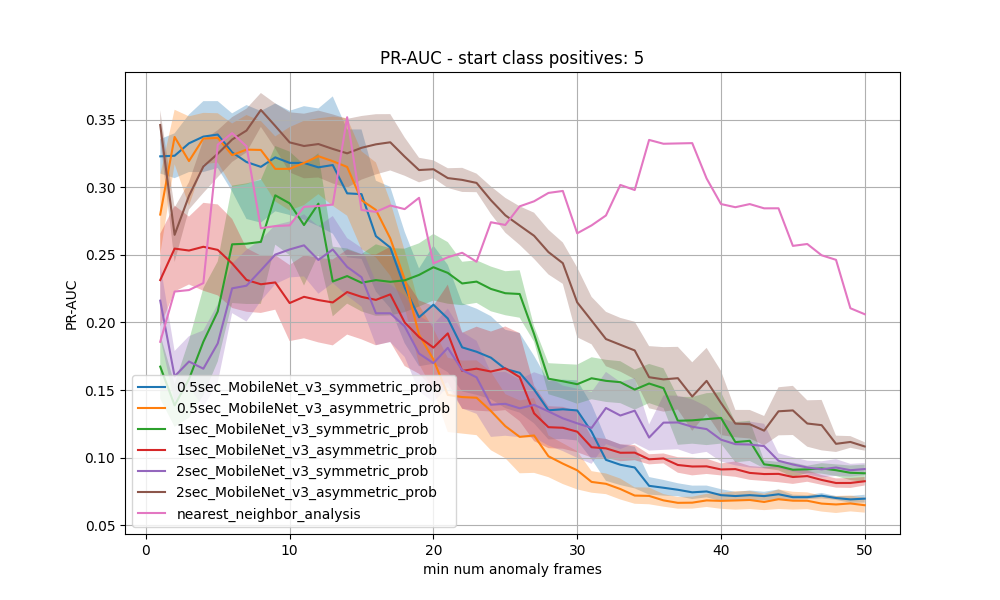 PR-AUC - start class positives: 5
PR-AUC
0.35
0.30
0.25
0.20
0.15
0.10
0.05
0.5sec_MobileNet_v3_symmetric_prob
0.5sec_MobileNet_v3_asymmetric_prob
1sec_MobileNet_v3_symmetric_prob
1sec_MobileNet_v3_asymmetric_prob
2sec_MobileNet_v3_symmetric_prob
2sec_MobileNet_v3_asymmetric_prob
nearest_neighbor_analysis
0 10 20 30 40 50
min num anomaly frames